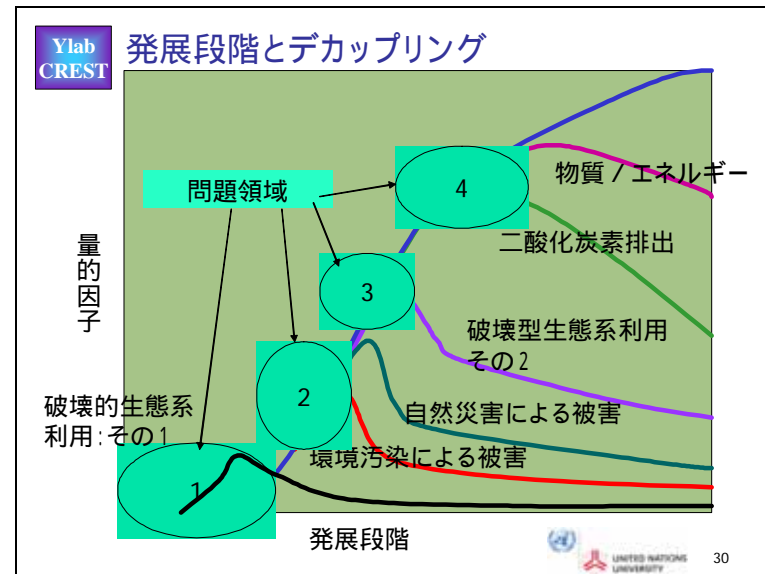 Ylab
CREST
発展段階とデカップリング
問題領域
4
物質／エネルギー
二酸化炭素排出
量的因子
3
破壊型生態系利用
その2
2
破壊的生態系
利用：その1
自然災害による被害
環境汚染による被害
1
発展段階
UNITED NATIONS
UNIVERSITY
30